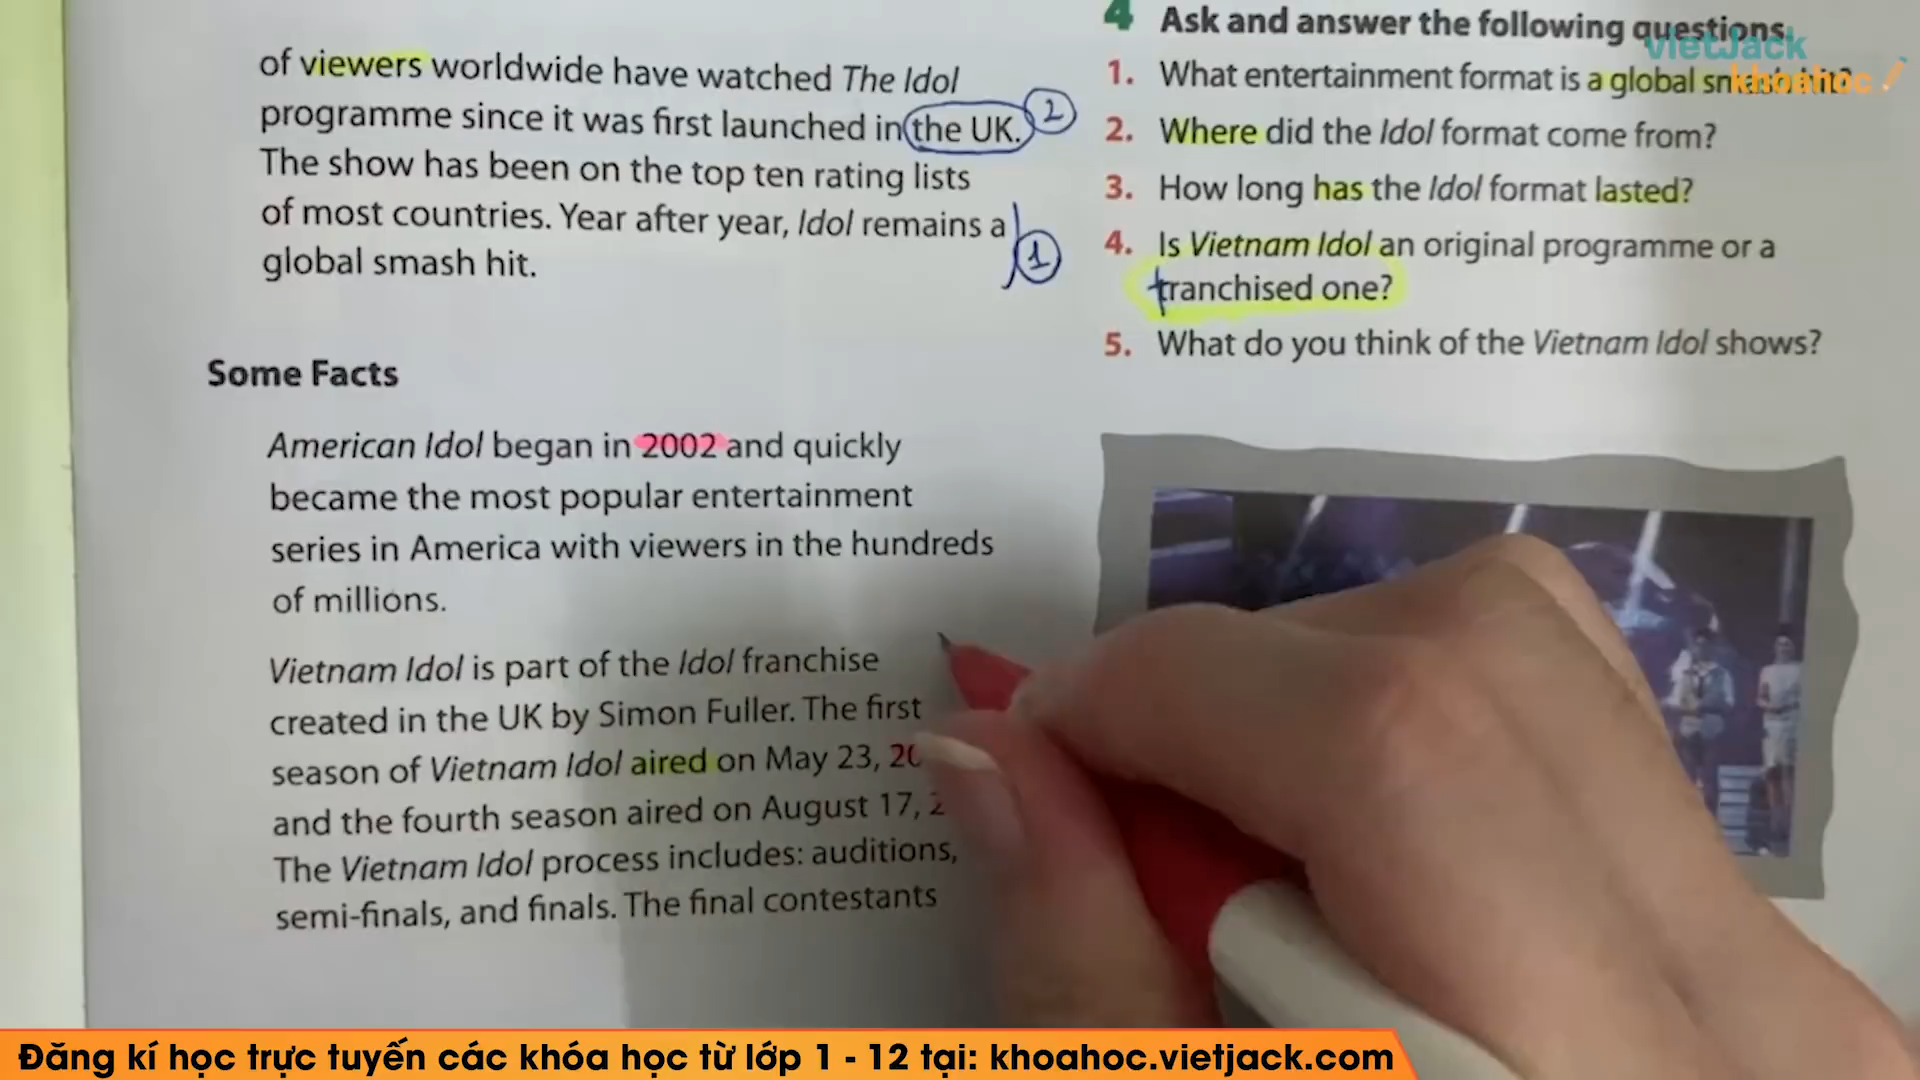 of viewers worldwide have watched The Idol
programme since it was first launched in the UK. 2
The show has been on the top ten rating lists
of most countries. Year after year, Idol remains a
global smash hit. 1
Some Facts
American Idol began in 2002 and quickly
became the most popular entertainment
series in America with viewers in the hundreds
of millions.
Vietnam Idol is part of the Idol franchise
created in the UK by Simon Fuller. The first
season of Vietnam Idol aired on May 23,
and the fourth season aired on August 17,
The Vietnam Idol process includes: auditions,
semi-finals, and finals. The final contestants
4 Ask and answer the following questions.
1. What entertainment format is a global
2. Where did the Idol format come from?
3. How long has the Idol format lasted?
4. Is Vietnam Idol an original programme or a
franchised one?
5. What do you think of the Vietnam Idol shows?
vietJack
khoahoc
Đăng kí học trực tuyến các khóa học từ lớp 1 - 12 tại: khoahoc.vietjack.com